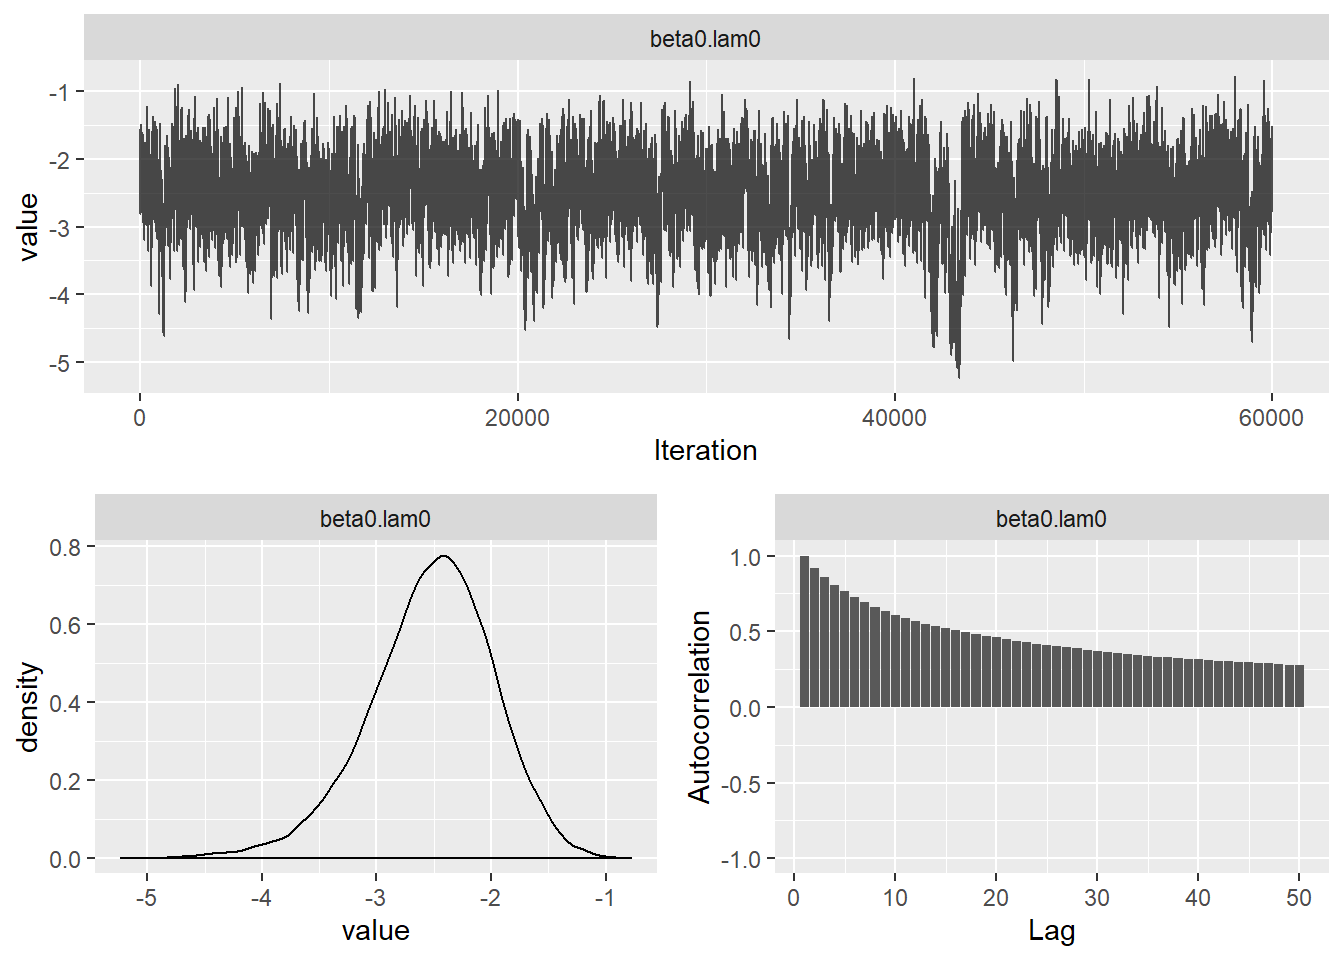 beta0.lam0
-1
-2
-3
-4
-5
value
0 20000 40000 60000
Iteration
beta0.lam0
0.8
0.6
0.4
0.2
0.0
density
-5 -4 -3 -2 -1
value
beta0.lam0
1.0
0.5
0.0
-0.5
-1.0
Autocorrelation
0 10 20 30 40 50
Lag